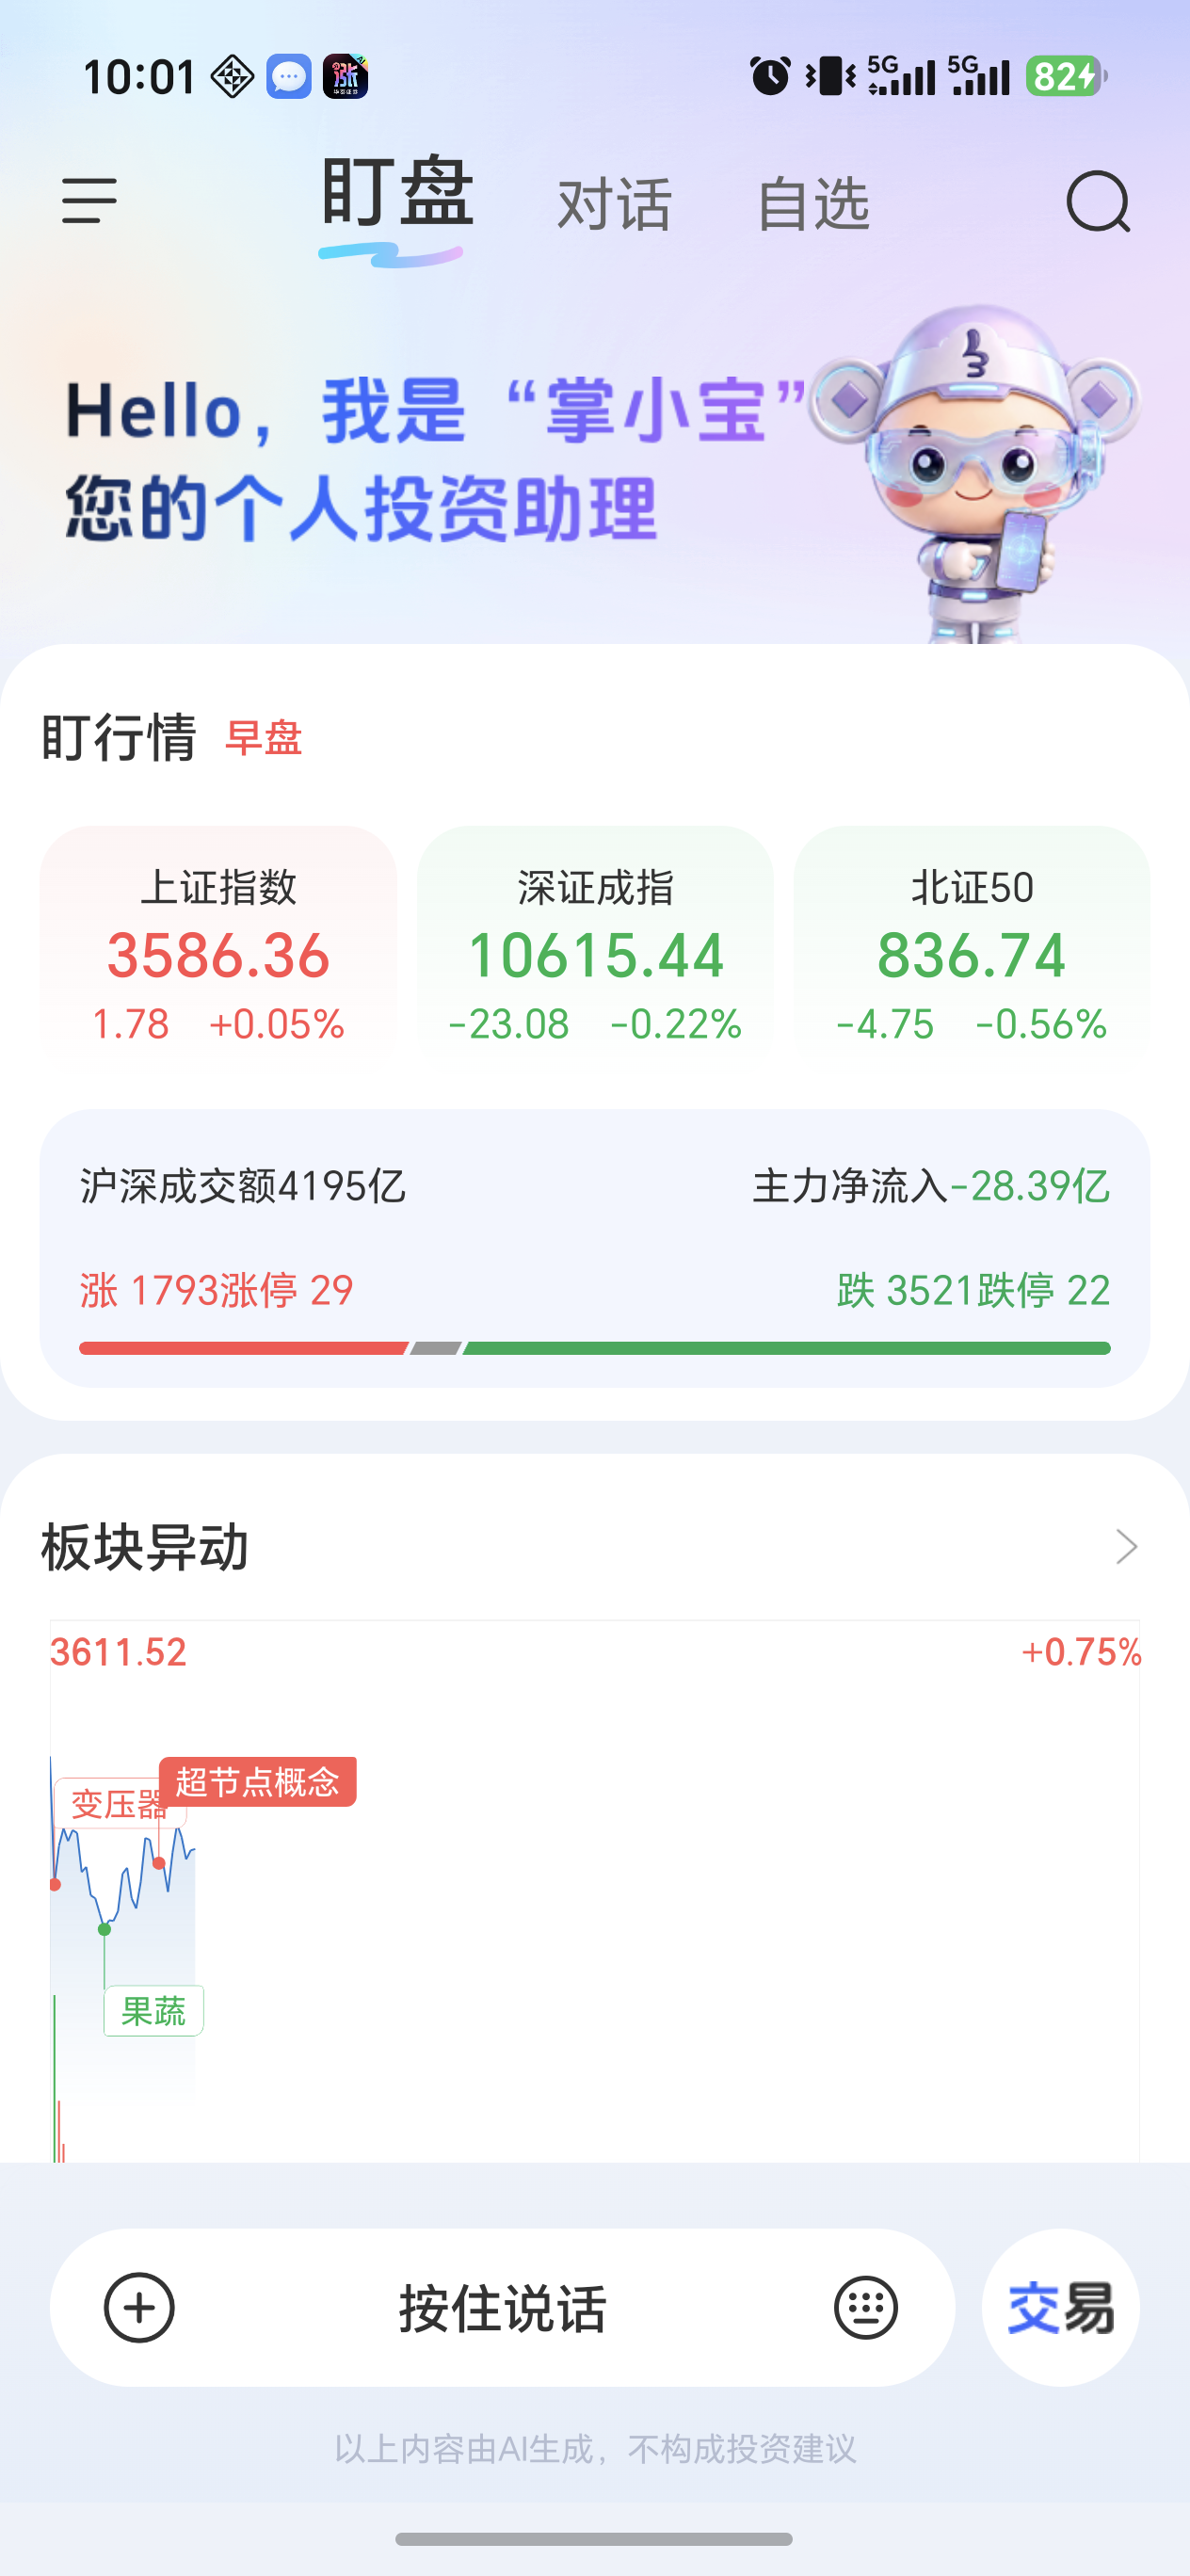 10:01
涨
5G 5G 82
盯盘 对话 自选
Hello，我是“掌小宝”
您的个人投资助理
盯行情 早盘
上证指数 深证成指 北证50
3586.36 10615.44 836.74
1.78 +0.05% -23.08 -0.22% -4.75 -0.56%
沪深成交额4195亿 主力净流入-28.39亿
涨 1793涨停 29 跌 3521跌停 22
板块异动
3611.52 +0.75%
超节点概念
变压器
果蔬
按住说话 交易
以上内容由AI生成，不构成投资建议